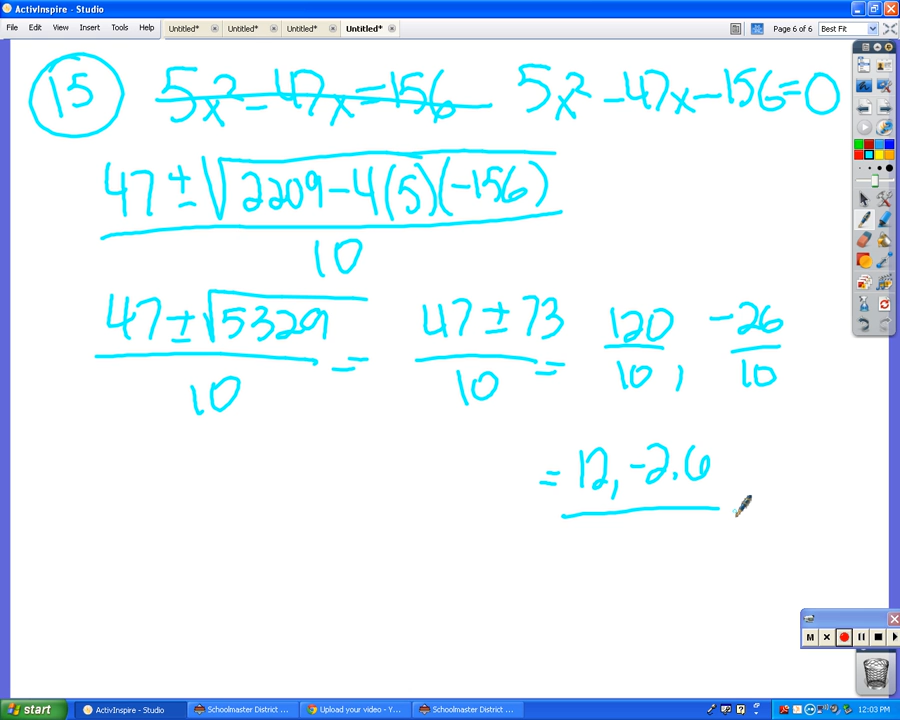 ActivInspire - Studio
File Edit View Insert Tools Help Untitled* Untitled* Untitled* Untitled* Page 6 of 6 Best Fit
15 5x² - 47x = 156 5x² - 47x - 156 = 0
47 ± √2209 - 4(5)(-156)
10
47 ± √5329 = 47 ± 73 = 120, -26
10 10 10 10
= 12, -2.6
M
start ActivInspire - Studio Schoolmaster District ... Upload your video - Y... Schoolmaster District ... 12:03 PM